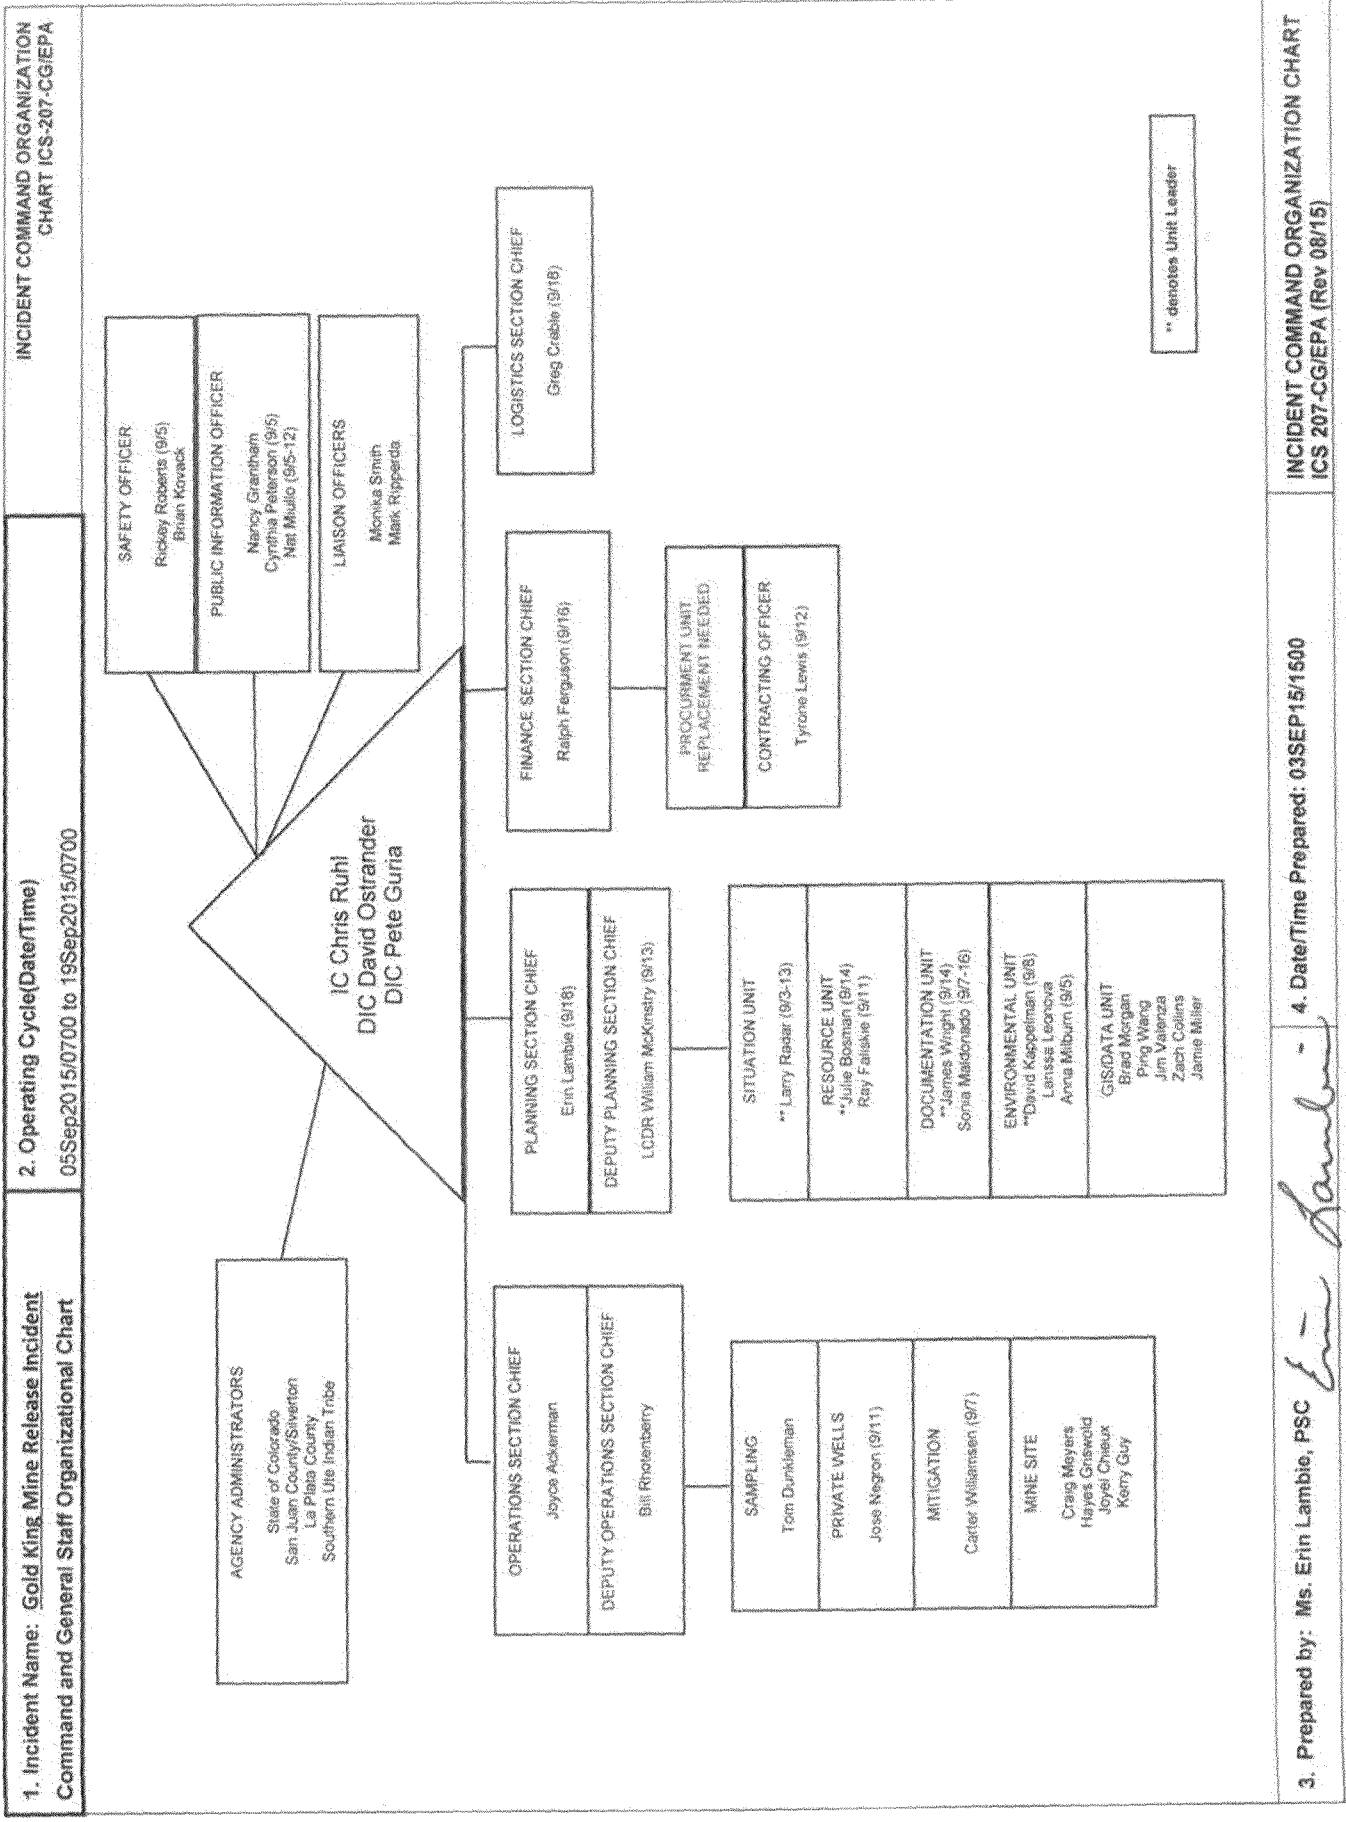 1. Incident Name: Gold King Mine Release Incident
Command and General Staff Organizational Chart
2. Operating Cycle(Date/Time)
05Sep2015/0700 to 19Sep2015/0700
INCIDENT COMMAND ORGANIZATION
CHART ICS-207-CG/EPA
AGENCY ADMINISTRATORS
State of Colorado
San Juan County/Silverton
La Plata County
Southern Ute Indian Tribe
IC Chris Ruhl
DIC David Ostrander
DIC Pete Guria
SAFETY OFFICER
Rickey Roberts (9/5)
Brian Kovack
PUBLIC INFORMATION OFFICER
Nancy Grantham
Cynthia Peterson (9/5)
Nat Miullo (9/5-12)
LIAISON OFFICERS
Monika Smith
Mark Ripperda
OPERATIONS SECTION CHIEF
Joyce Ackerman
DEPUTY OPERATIONS SECTION CHIEF
Bill Rhotenberry
SAMPLING
Tom Dunkleman
PRIVATE WELLS
Jose Negron (9/11)
MITIGATION
Carter Williamsen (9/7)
MINE SITE
Craig Meyers
Hayes Griswold
Joyel Chieux
Kerry Guy
PLANNING SECTION CHIEF
Erin Lambie (9/18)
DEPUTY PLANNING SECTION CHIEF
LCDR William McKinstry (9/13)
SITUATION UNIT
** Larry Radar (9/3-13)
RESOURCE UNIT
**Julie Bosman (9/14)
Ray Faliskie (9/11)
DOCUMENTATION UNIT
**James Wright (9/14)
Sonia Maldonado (9/7-16)
ENVIRONMENTAL UNIT
**David Kappelman (9/8)
Larissa Leonova
Anna Milburn (9/5)
GIS/DATA UNIT
Brad Morgan
Ping Wang
Jim Valenza
Zach Collins
Jamie Miller
FINANCE SECTION CHIEF
Ralph Ferguson (9/16)
PROCURMENT UNIT
REPLACEMENT NEEDED
CONTRACTING OFFICER
Tyrone Lewis (9/12)
LOGISTICS SECTION CHIEF
Greg Crable (9/18)
** denotes Unit Leader
3. Prepared by: Ms. Erin Lambie, PSC Erin Lambie
4. Date/Time Prepared: 03SEP15/1500
INCIDENT COMMAND ORGANIZATION CHART
ICS 207-CG/EPA (Rev 08/15)